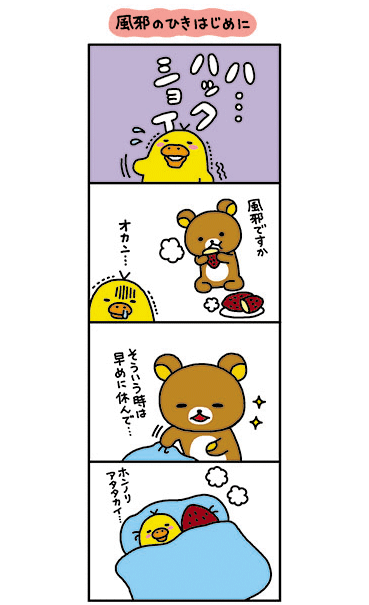 風邪のひきはじめに
ハ…
ハック
ショイ
風邪ですか
オカン…
そういう時は
早めに休んで…
ホンノリ
アタタカイ…